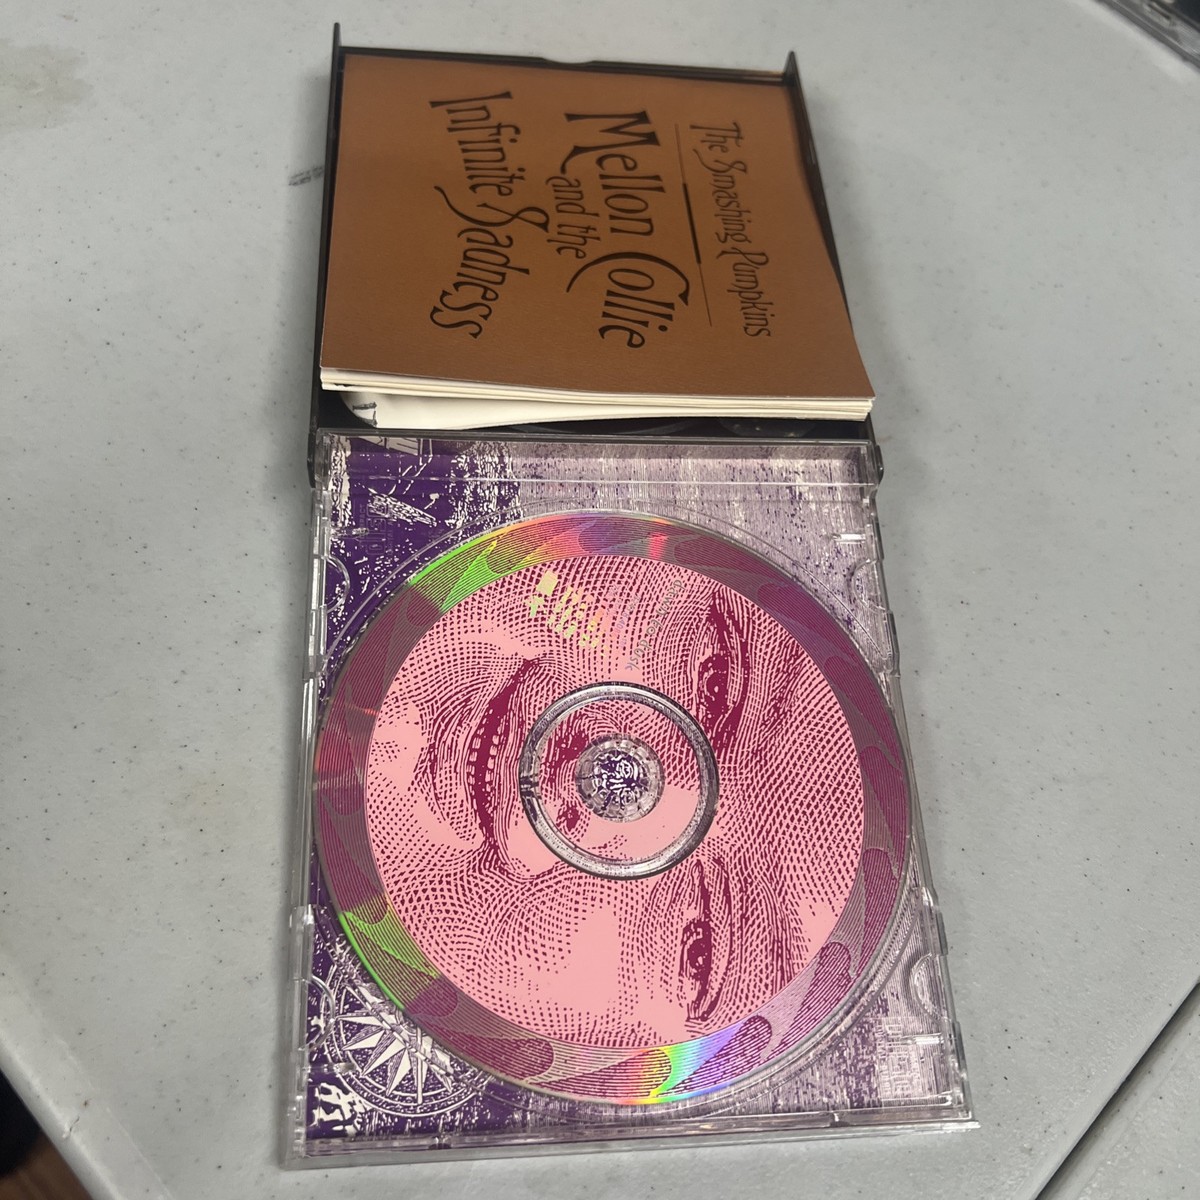 The Smashing Pumpkins
Mellon Collie
and the
Infinite Sadness